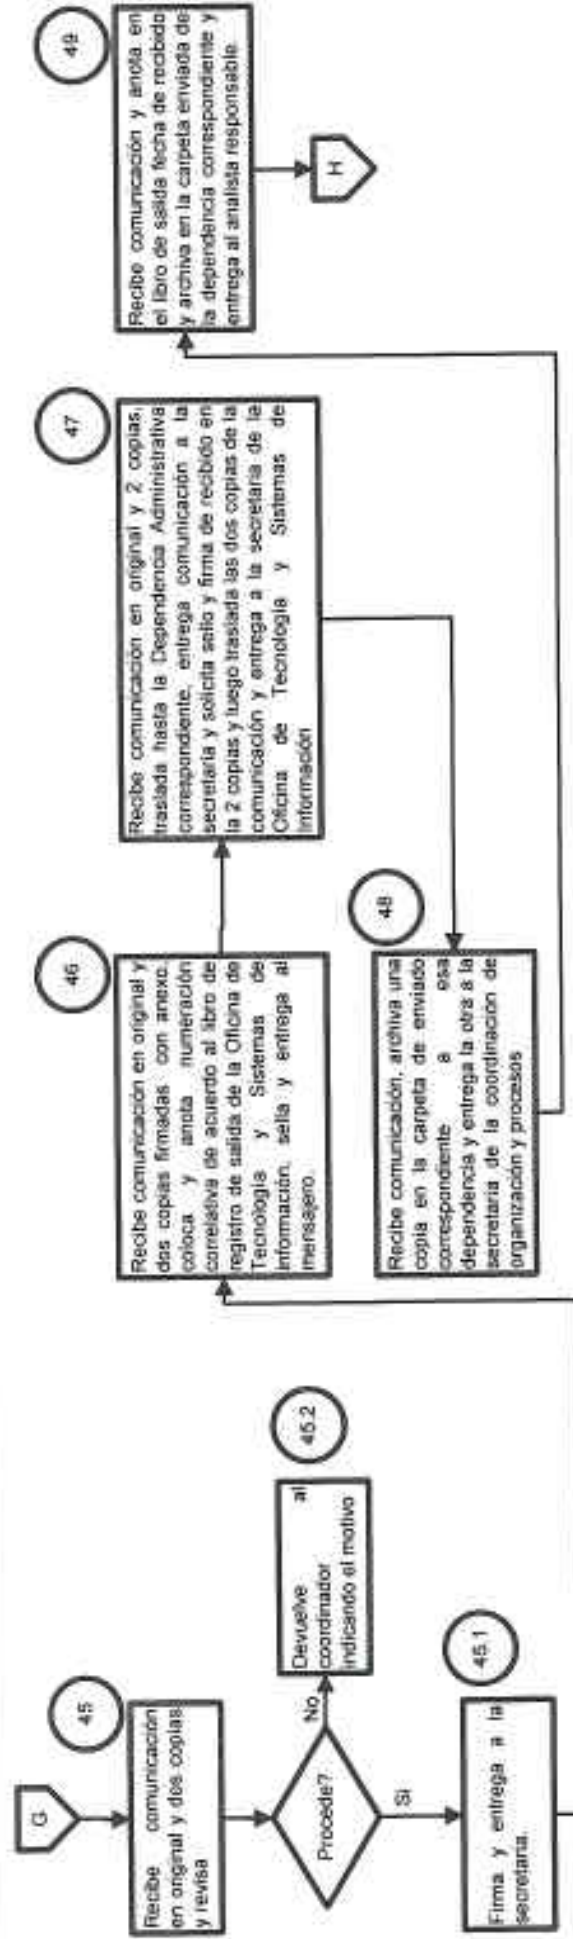 G
45
Recibe comunicación
en original y dos copias
y revisa
Procede?
No
45.2
Devuelve al
coordinador
indicando el motivo
Si
45.1
Firma y entrega a la
secretaria.
46
Recibe comunicación en original y
dos copias firmadas con anexo,
coloca y anota numeración
correlativa de acuerdo al libro de
registro de salida de la Oficina de
Tecnología y Sistemas de
Información, sella y entrega al
mensajero.
47
Recibe comunicación en original y 2 copias,
traslada hasta la Dependencia Administrativa
correspondiente, entrega comunicación a la
secretaria y solicita sello y firma de recibido en
la 2 copias y luego traslada las dos copias de la
comunicación y entrega a la secretaria de la
Oficina de Tecnología y Sistemas de
Información
48
Recibe comunicación, archiva una
copia en la carpeta de enviado
correspondiente a esa
dependencia y entrega la otra a la
secretaria de la coordinación de
organización y procesos
49
Recibe comunicación y anota en
el libro de salida fecha de recibido
y archiva en la carpeta enviada de
la dependencia correspondiente y
entrega al analista responsable.
H